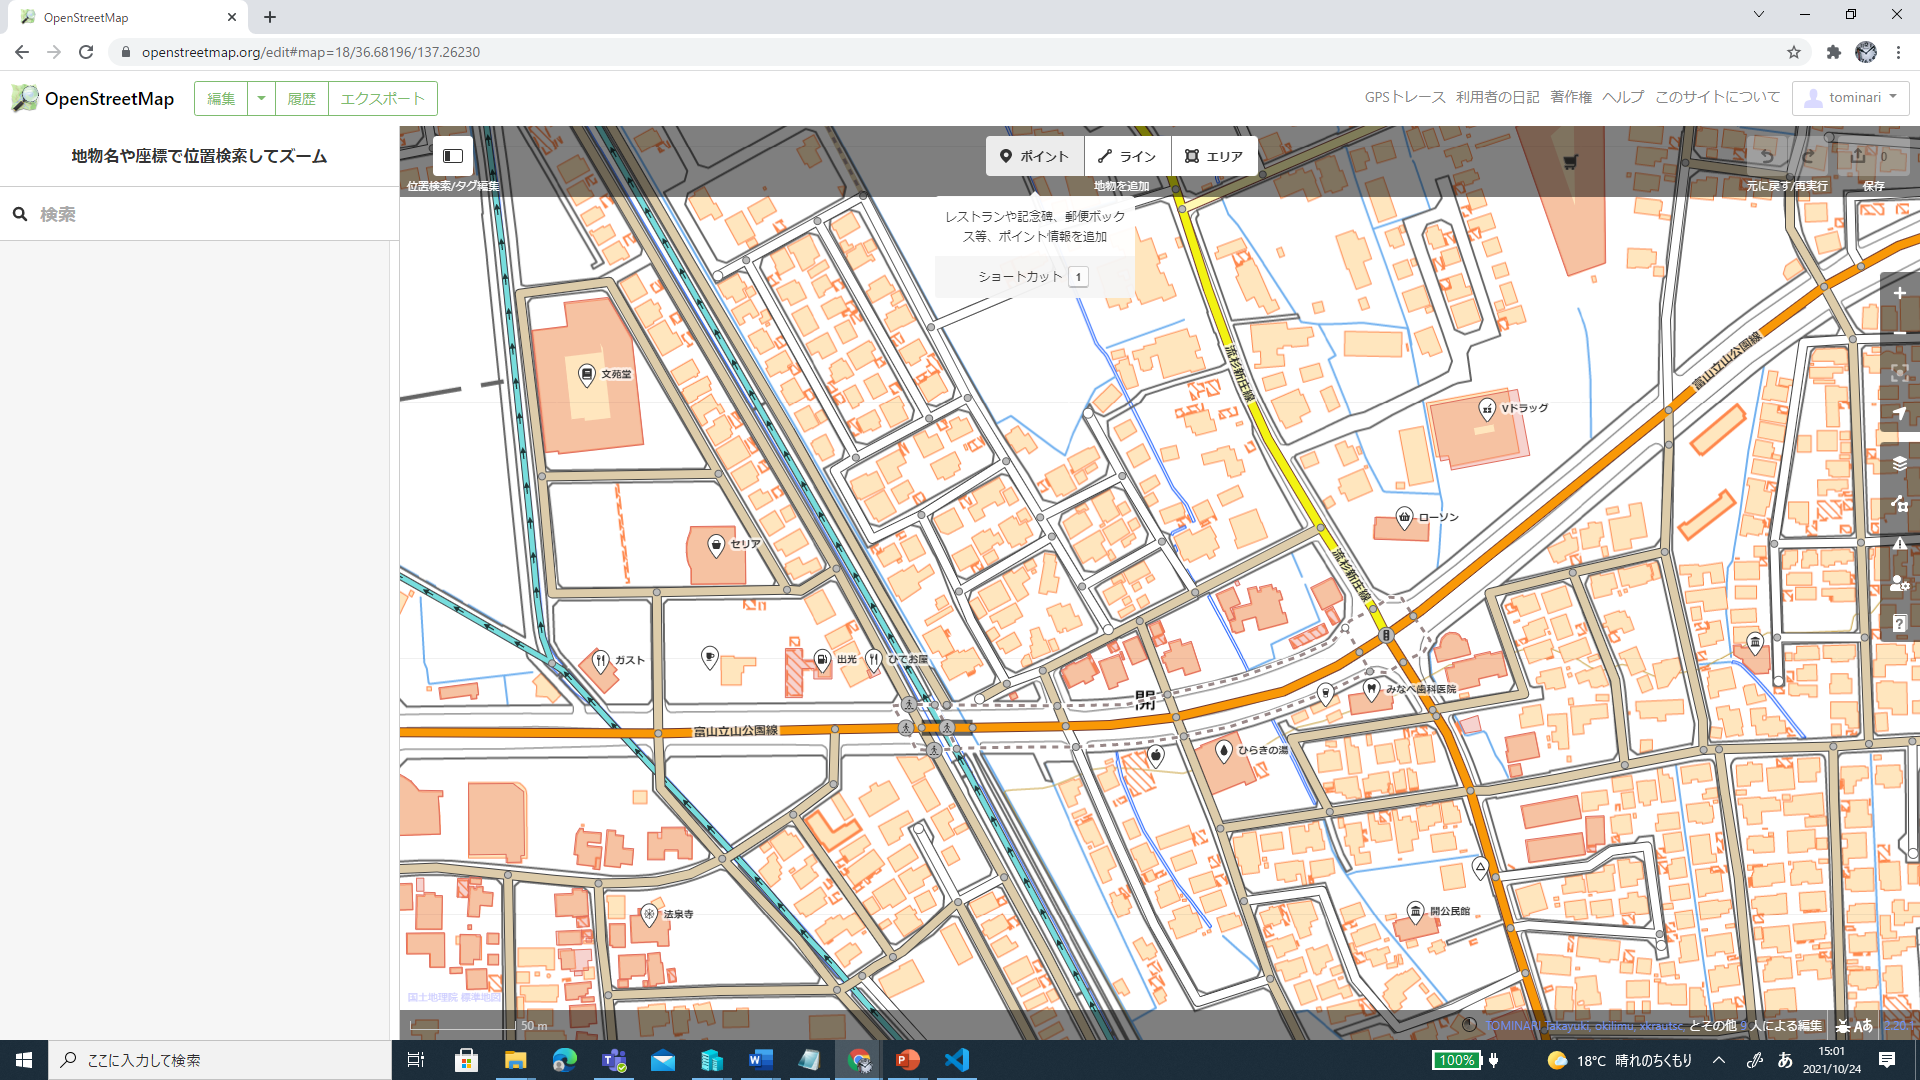 OpenStreetMap
openstreetmap.org/edit#map=18/36.68196/137.26230
OpenStreetMap
編集
履歴
エクスポート
GPSトレース
利用者の日記
著作権
ヘルプ
このサイトについて
tominari
地物名や座標で位置検索してズーム
検索
位置検索/タグ編集
ポイント
ライン
エリア
地物を追加
0
元に戻す/再実行
保存
レストランや記念碑、郵便ボック
ス等、ポイント情報を追加
ショートカット 1
流杉新庄線
富山立山公園線
文苑堂
Vドラッグ
ローソン
セリア
流杉新庄線
ガスト
出光
ひでお屋
みなべ歯科医院
開
富山立山公園線
ひらきの湯
法泉寺
開公民館
国土地理院 標準地図
50 m
TOMINARI Takayuki, okilimu, xkrautsc とその他 9 人による編集
2.20.1
ここに入力して検索
100%
18°C 晴れのちくもり
あ
15:01
2021/10/24